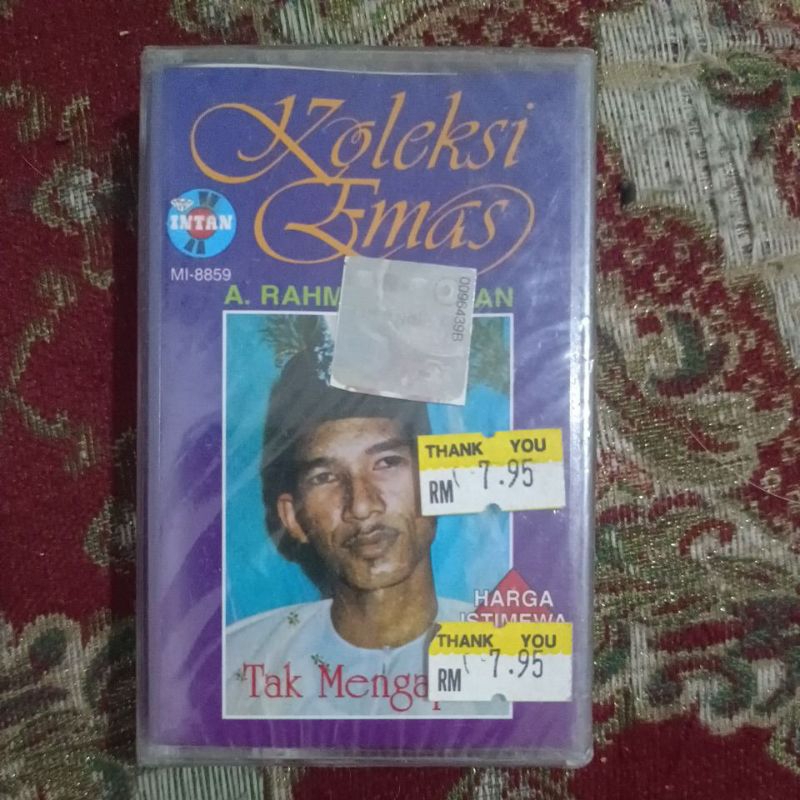 Koleksi
Emas
INTAN
MI-8859
A. RAHM AN
0096439B
THANK YOU
RM 7.95
HARGA
ISTIMEWA
THANK YOU
RM 7.95
Tak Mengap